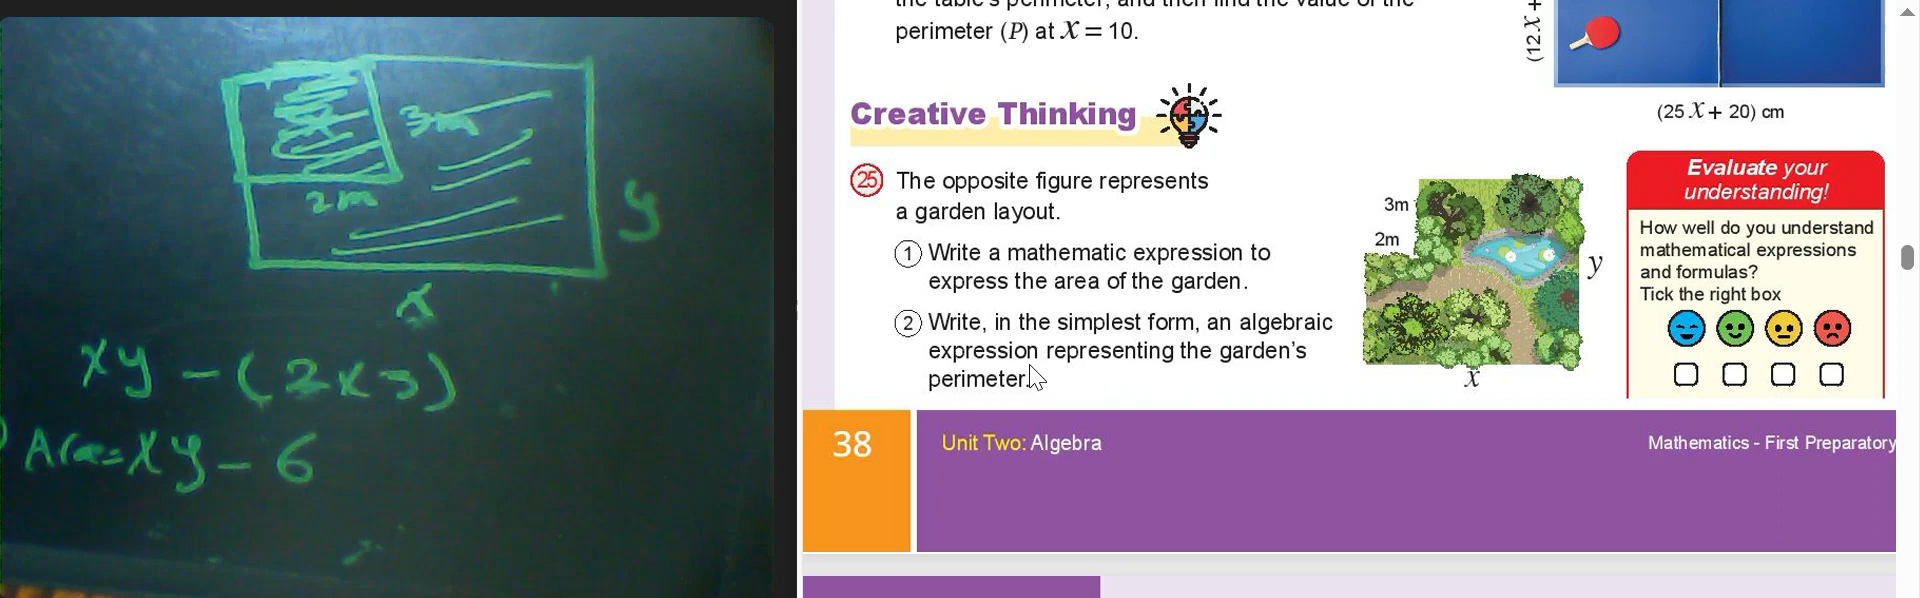 3m
2m
y
x
xy - (2x3)
Area=xy - 6
perimeter (P) at x = 10.
(12x+
(25x + 20) cm
Creative Thinking
25 The opposite figure represents
a garden layout.
1 Write a mathematic expression to
express the area of the garden.
2 Write, in the simplest form, an algebraic
expression representing the garden's
perimeter.
3m
2m
y
x
Evaluate your
understanding!
How well do you understand
mathematical expressions
and formulas?
Tick the right box
38
Unit Two: Algebra
Mathematics - First Preparatory